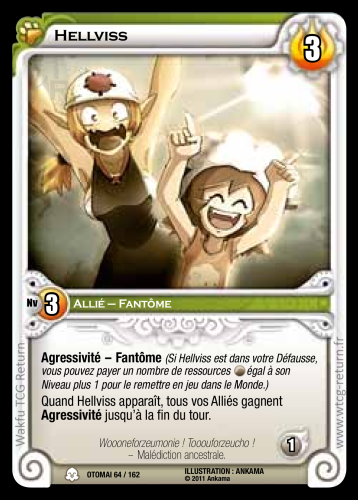 HELLVISS
3
Nv 3 ALLIÉ – FANTÔME
Agressivité – Fantôme (Si Hellviss est dans votre Défausse,
vous pouvez payer un nombre de ressources égal à son
Niveau plus 1 pour le remettre en jeu dans le Monde.)
Quand Hellviss apparaît, tous vos Alliés gagnent
Agressivité jusqu'à la fin du tour.
Woooneforzeumonie ! Tooouforzeucho !
– Malédiction ancestrale.
1
OTOMAI 64 / 162
ILLUSTRATION : ANKAMA
© 2011 Ankama
Wakfu TCG Return
www.wtcg-return.fr